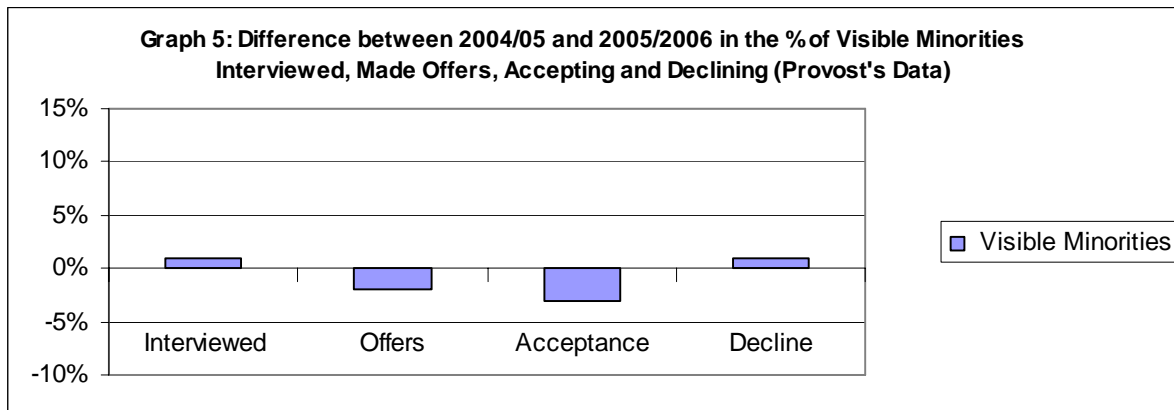 Graph 5: Difference between 2004/05 and 2005/2006 in the % of Visible Minorities
Interviewed, Made Offers, Accepting and Declining (Provost's Data)
15%
10%
5%
0%
-5%
-10%
Interviewed Offers Acceptance Decline
Visible Minorities